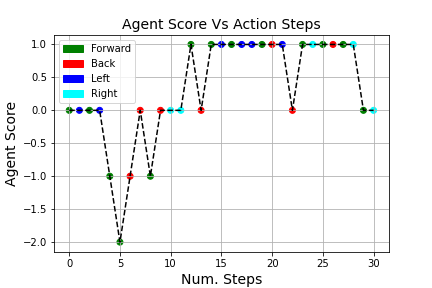 Agent Score Vs Action Steps
Agent Score
1.0
0.5
0.0
−0.5
−1.0
−1.5
−2.0
Forward
Back
Left
Right
0 5 10 15 20 25 30
Num. Steps